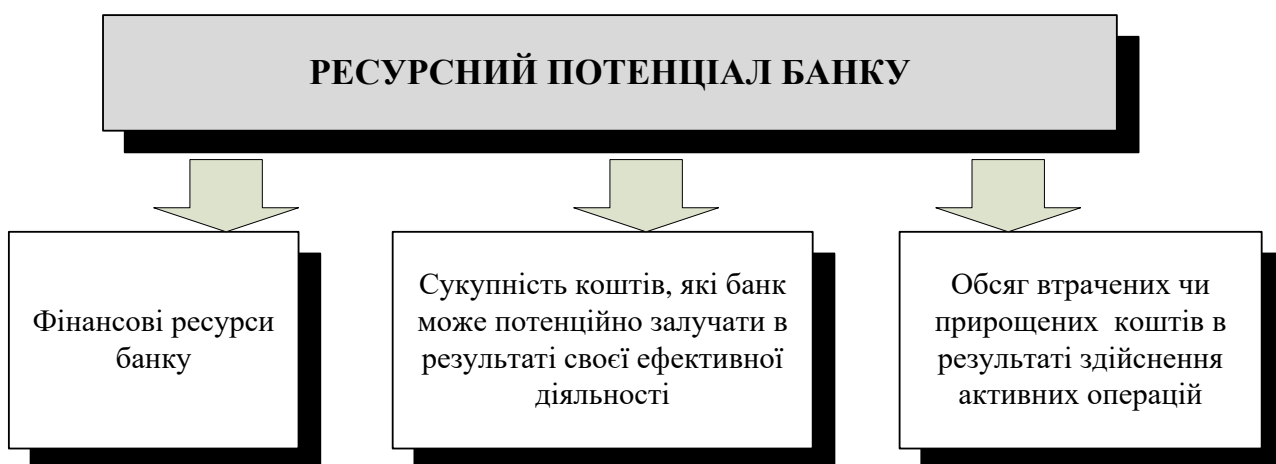 РЕСУРСНИЙ ПОТЕНЦІАЛ БАНКУ
Фінансові ресурси
банку
Сукупність коштів, які банк
може потенційно залучати в
результаті своєї ефективної
діяльності
Обсяг втрачених чи
прирощених коштів в
результаті здійснення
активних операцій